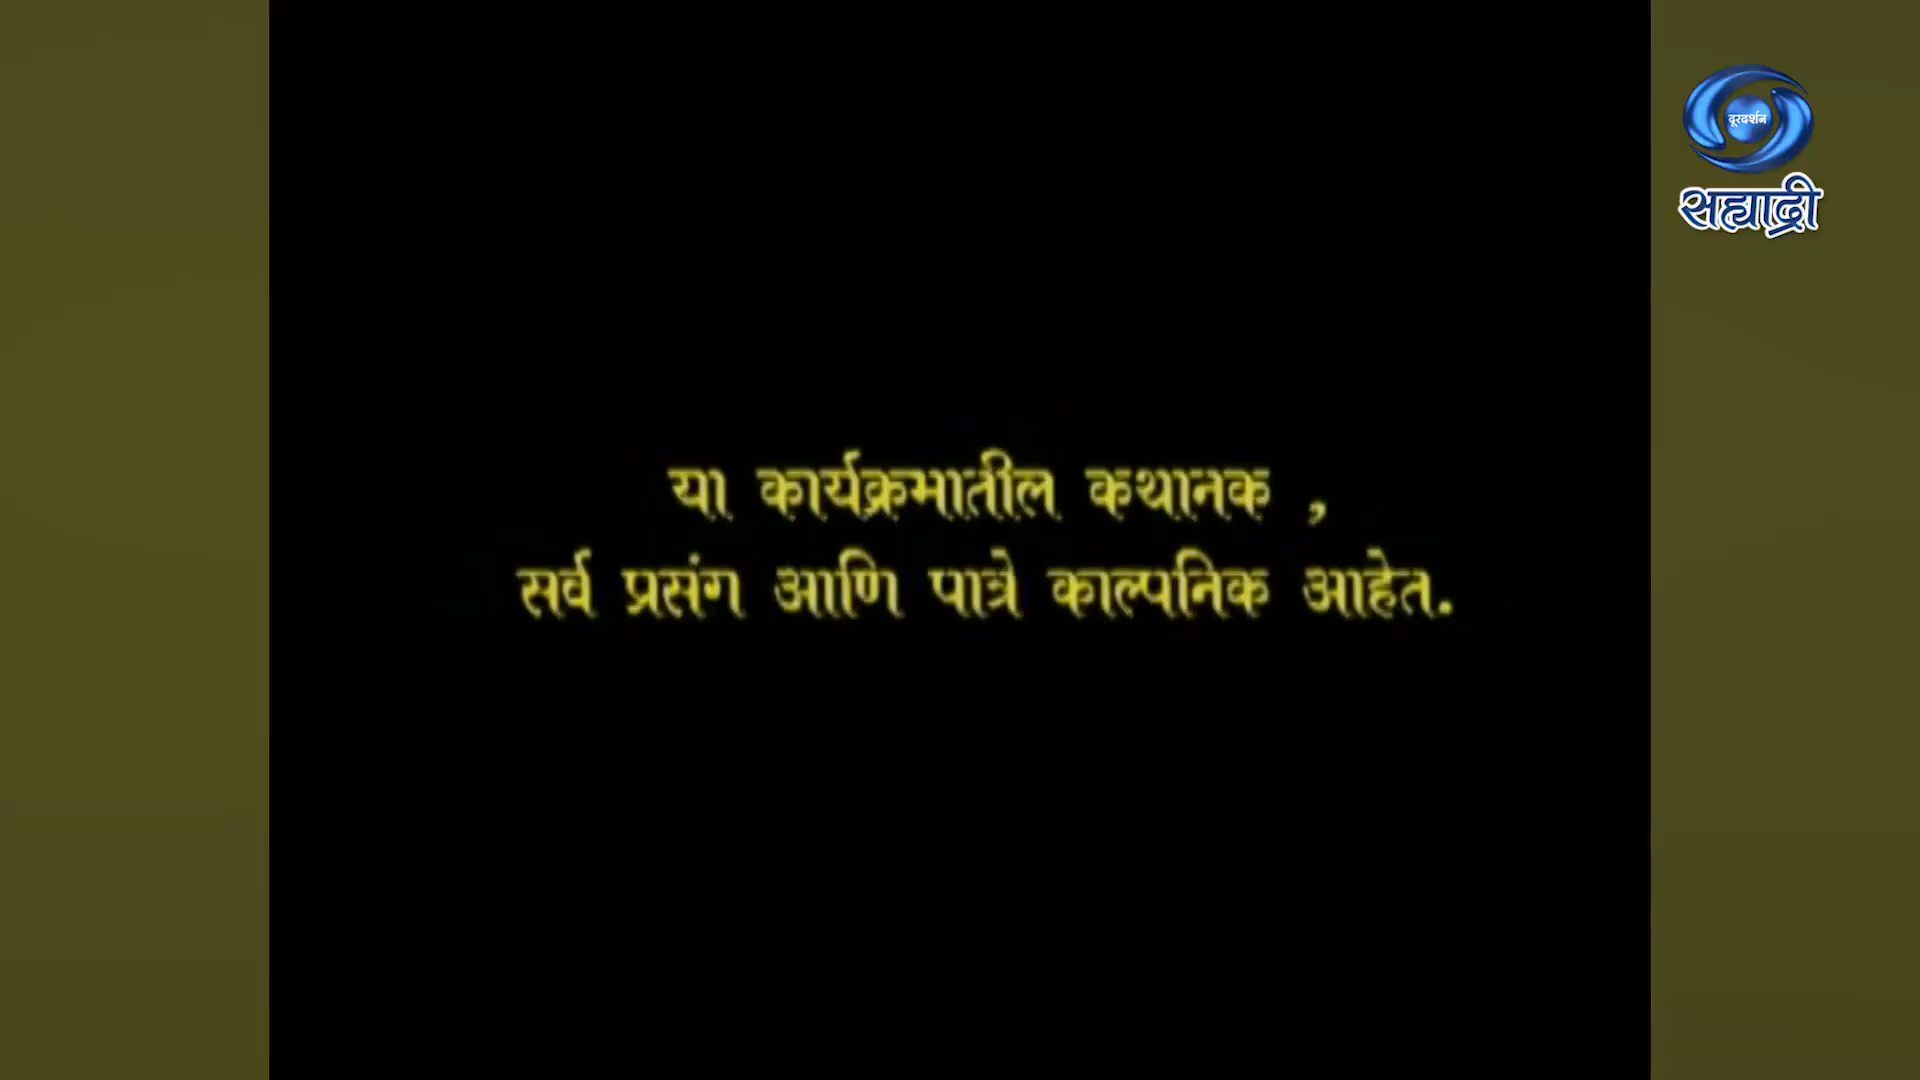 दूरदर्शन
सह्याद्री
या कार्यक्रमातील कथानक ,
सर्व प्रसंग आणि पात्रे काल्पनिक आहेत.